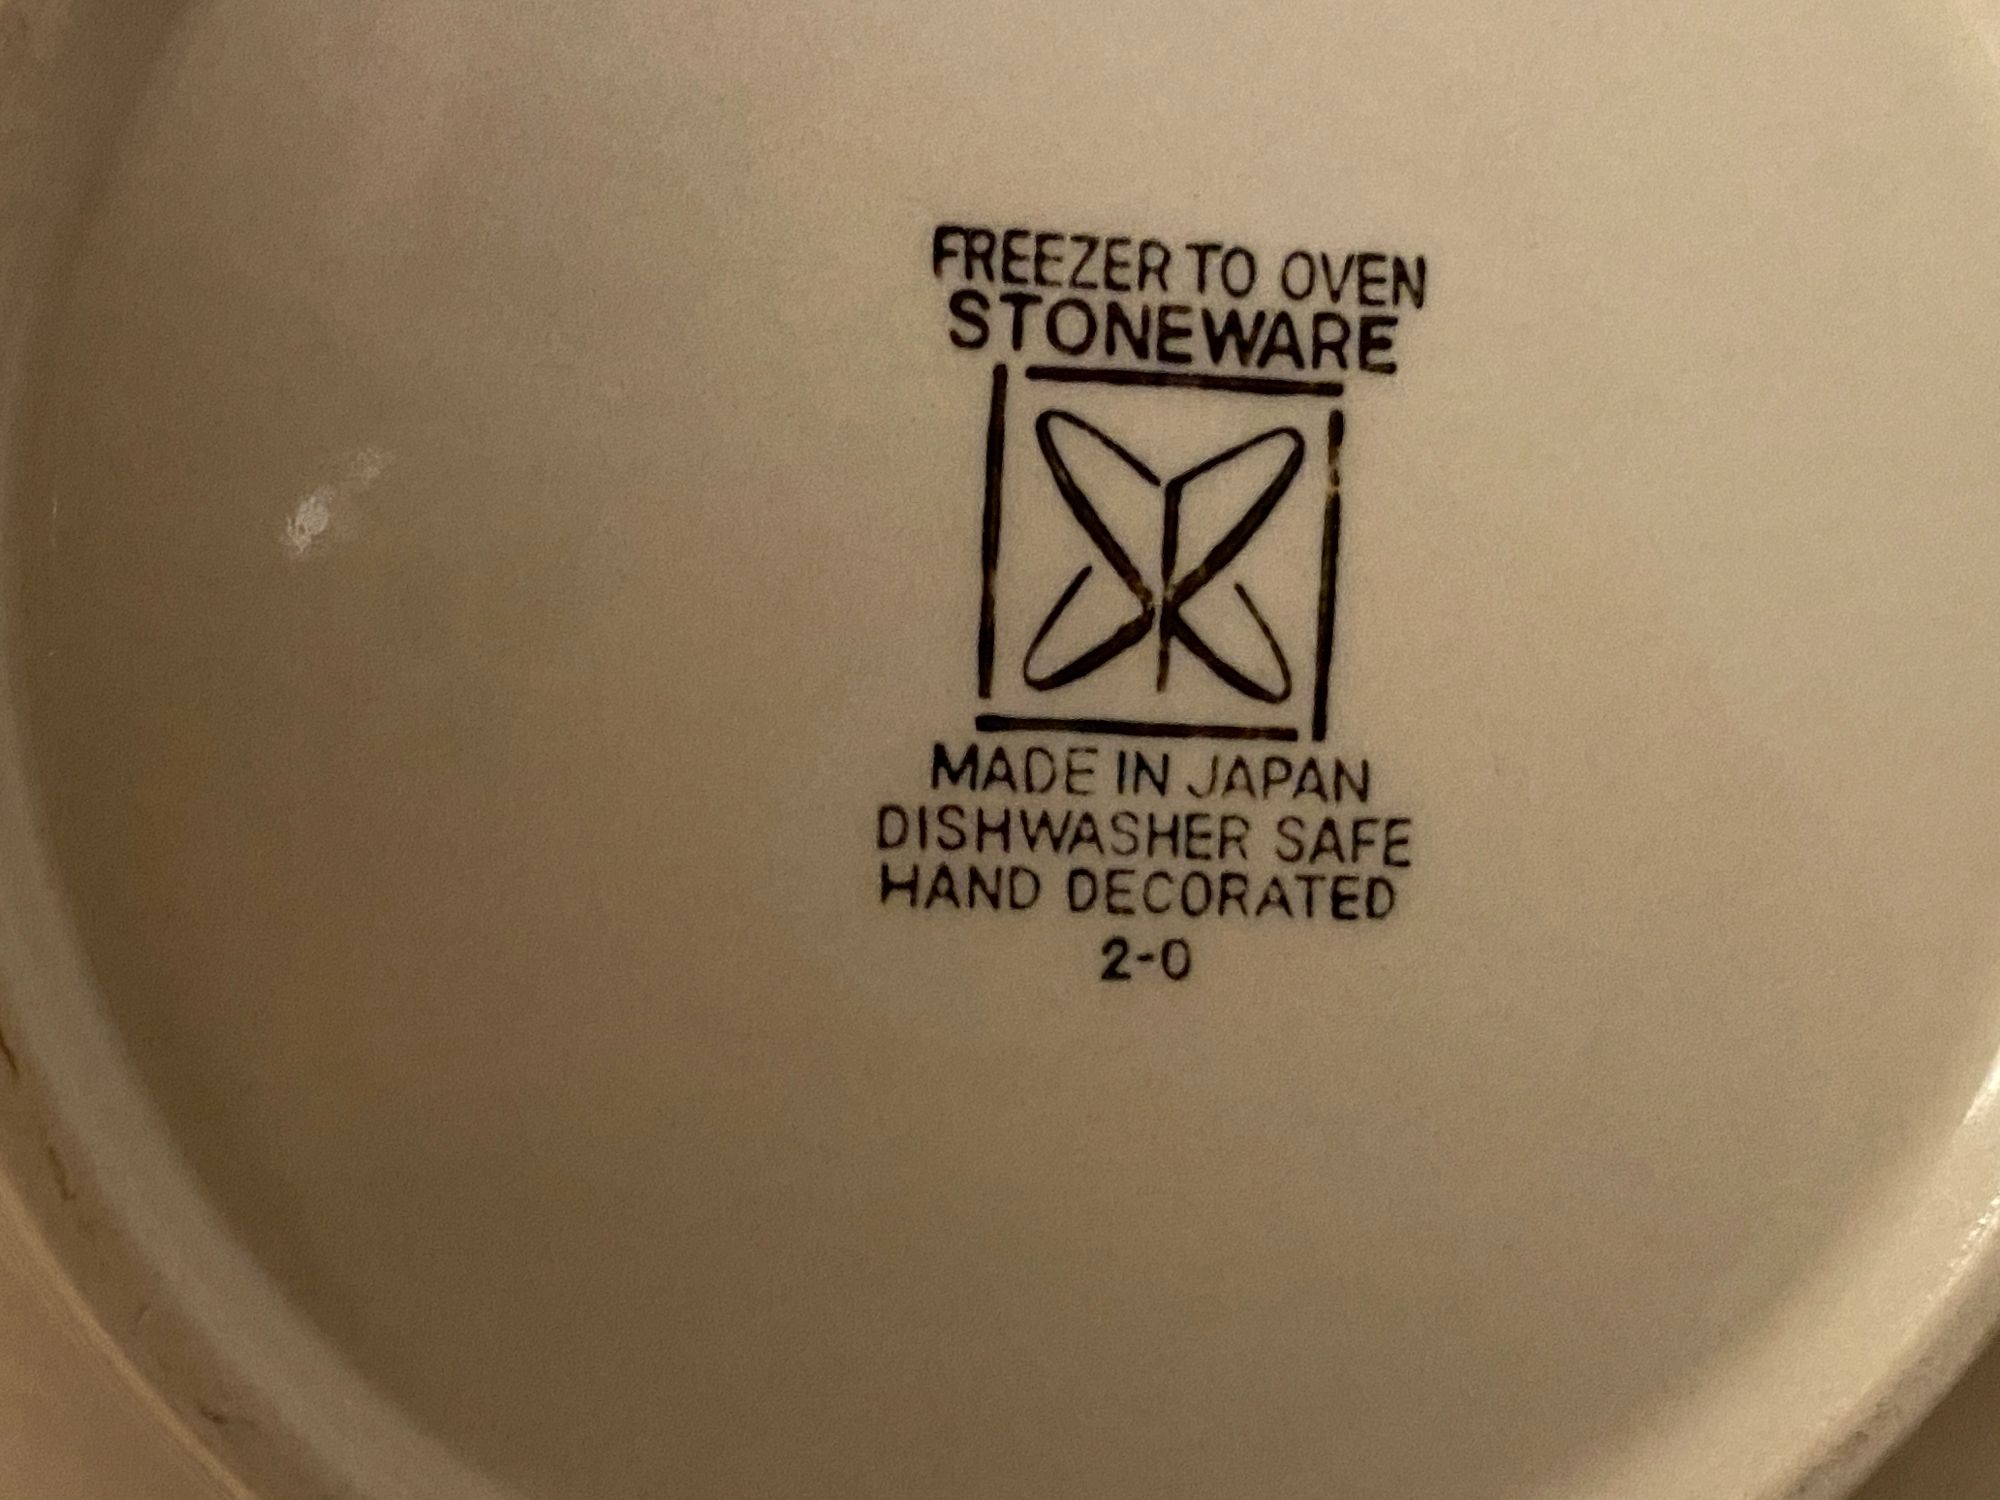 FREEZER TO OVEN
STONEWARE
MADE IN JAPAN
DISHWASHER SAFE
HAND DECORATED
2-0